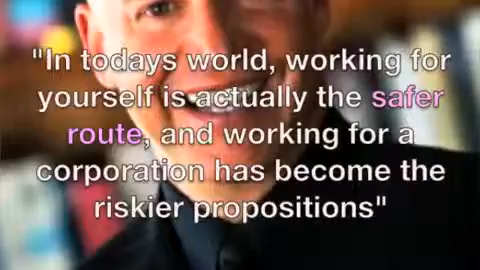 "In todays world, working for
yourself is actually the safer
route, and working for a
corporation has become the
riskier propositions"